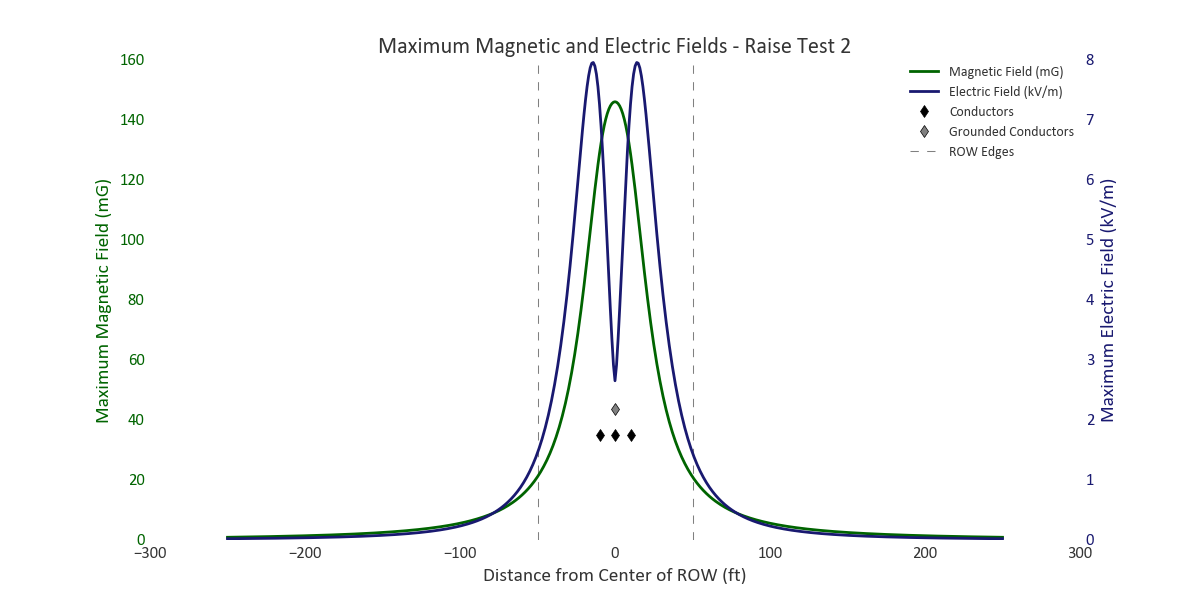 Maximum Magnetic and Electric Fields - Raise Test 2
Maximum Magnetic Field (mG)
160
140
120
100
80
60
40
20
0
Magnetic Field (mG)
Electric Field (kV/m)
Conductors
Grounded Conductors
ROW Edges
8
7
6
5
4
3
2
1
0
Maximum Electric Field (kV/m)
−300 −200 −100 0 100 200 300
Distance from Center of ROW (ft)